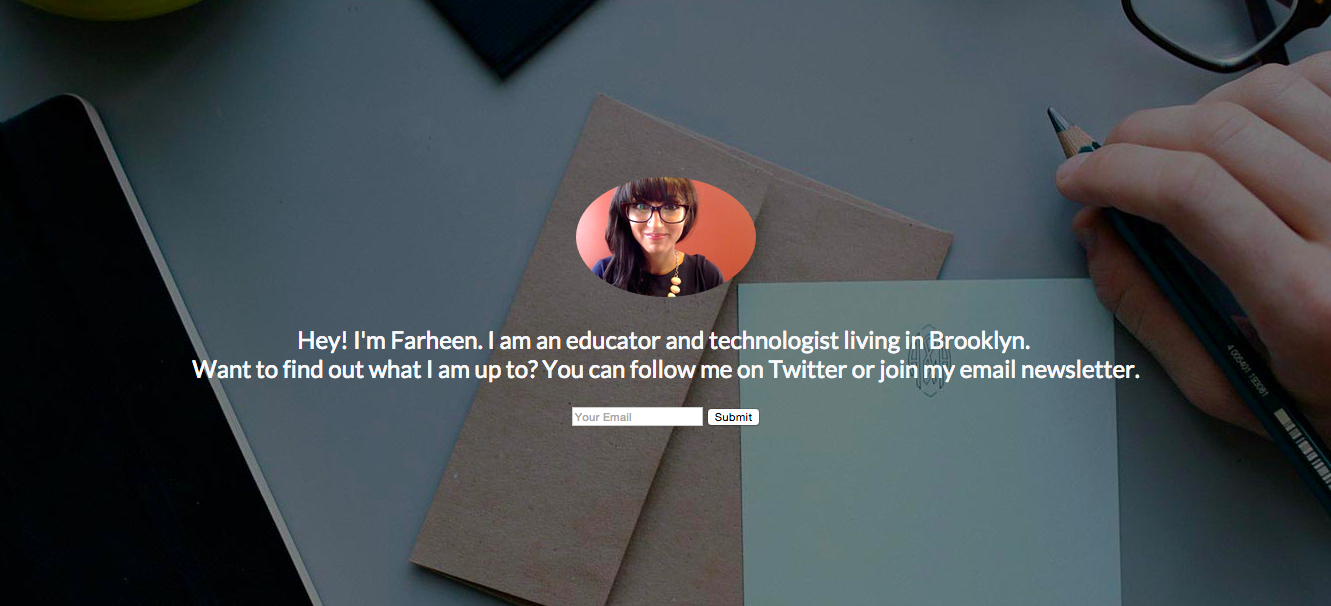 Hey! I'm Farheen. I am an educator and technologist living in Brooklyn.
Want to find out what I am up to? You can follow me on Twitter or join my email newsletter.
Your Email Submit